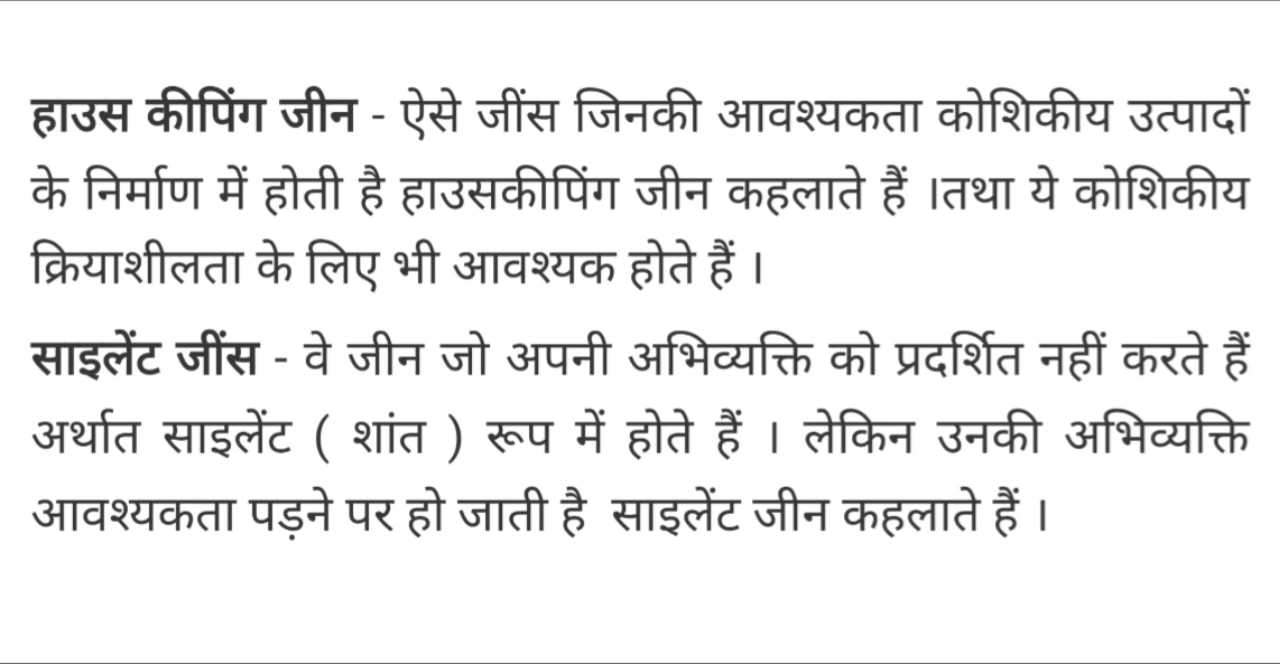 हाउस कीपिंग जीन - ऐसे जींस जिनकी आवश्यकता कोशिकीय उत्पादों
के निर्माण में होती है हाउसकीपिंग जीन कहलाते हैं ।तथा ये कोशिकीय
क्रियाशीलता के लिए भी आवश्यक होते हैं ।
साइलेंट जींस - वे जीन जो अपनी अभिव्यक्ति को प्रदर्शित नहीं करते हैं
अर्थात साइलेंट ( शांत ) रूप में होते हैं । लेकिन उनकी अभिव्यक्ति
आवश्यकता पड़ने पर हो जाती है साइलेंट जीन कहलाते हैं ।